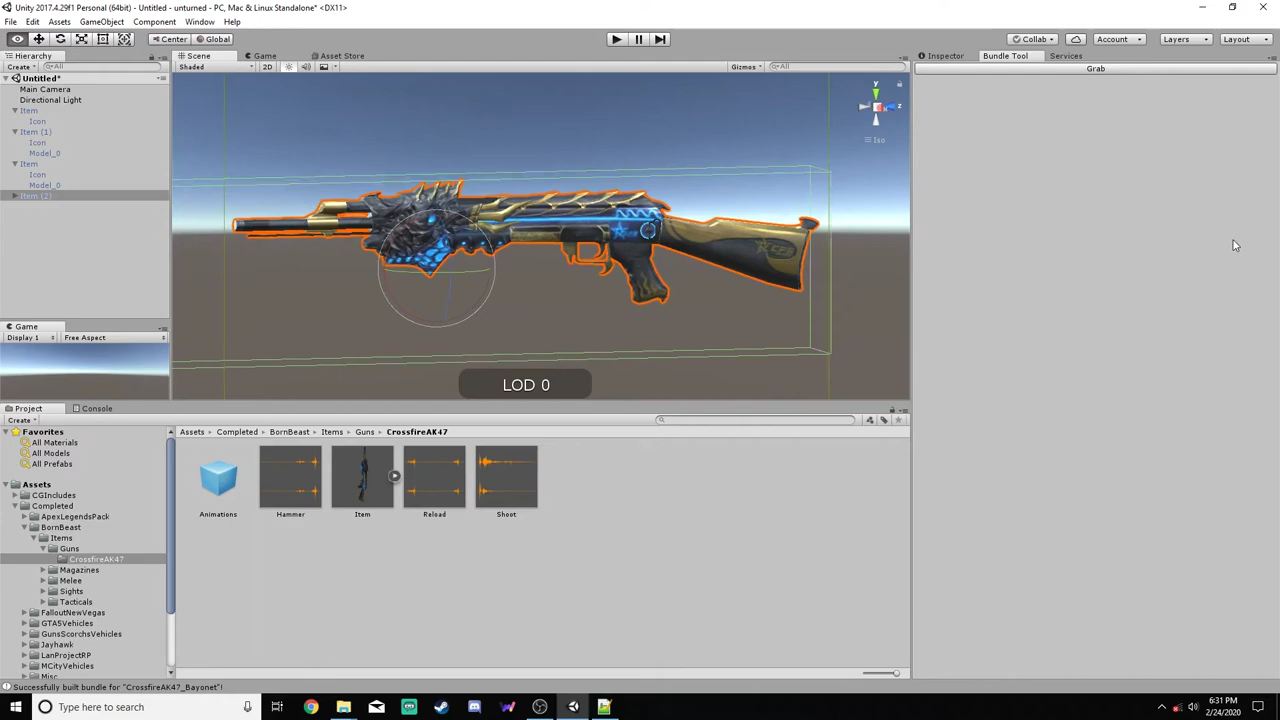 Unity 2017.4.29f1 Personal (64bit) - Untitled - unturned - PC, Mac & Linux Standalone* <DX11>
File Edit Assets GameObject Component Window Help
Center Global Collab Account Layers Layout
Hierarchy Scene Game Asset Store Inspector Bundle Tool Services
Create All Shaded 2D Gizmos All Grab
Untitled*
Main Camera
Directional Light
Item
Icon
Item (1)
Icon
Model_0
Item
Icon
Model_0
Item (2)
y
z
Iso
Game
Display 1 Free Aspect
LOD 0
Project Console
Create
Favorites
All Materials
All Models
All Prefabs
Assets
CGIncludes
Completed
ApexLegendsPack
BornBeast
Items
Guns
CrossfireAK47
Magazines
Melee
Sights
Tacticals
FalloutNewVegas
GTA5Vehicles
GunsScorchsVehicles
Jayhawk
LanProjectRP
MCityVehicles
Misc
Assets Completed BornBeast Items Guns CrossfireAK47
Animations Hammer Item Reload Shoot
Successfully built bundle for "CrossfireAK47_Bayonet"!
Type here to search
6:31 PM
2/24/2020